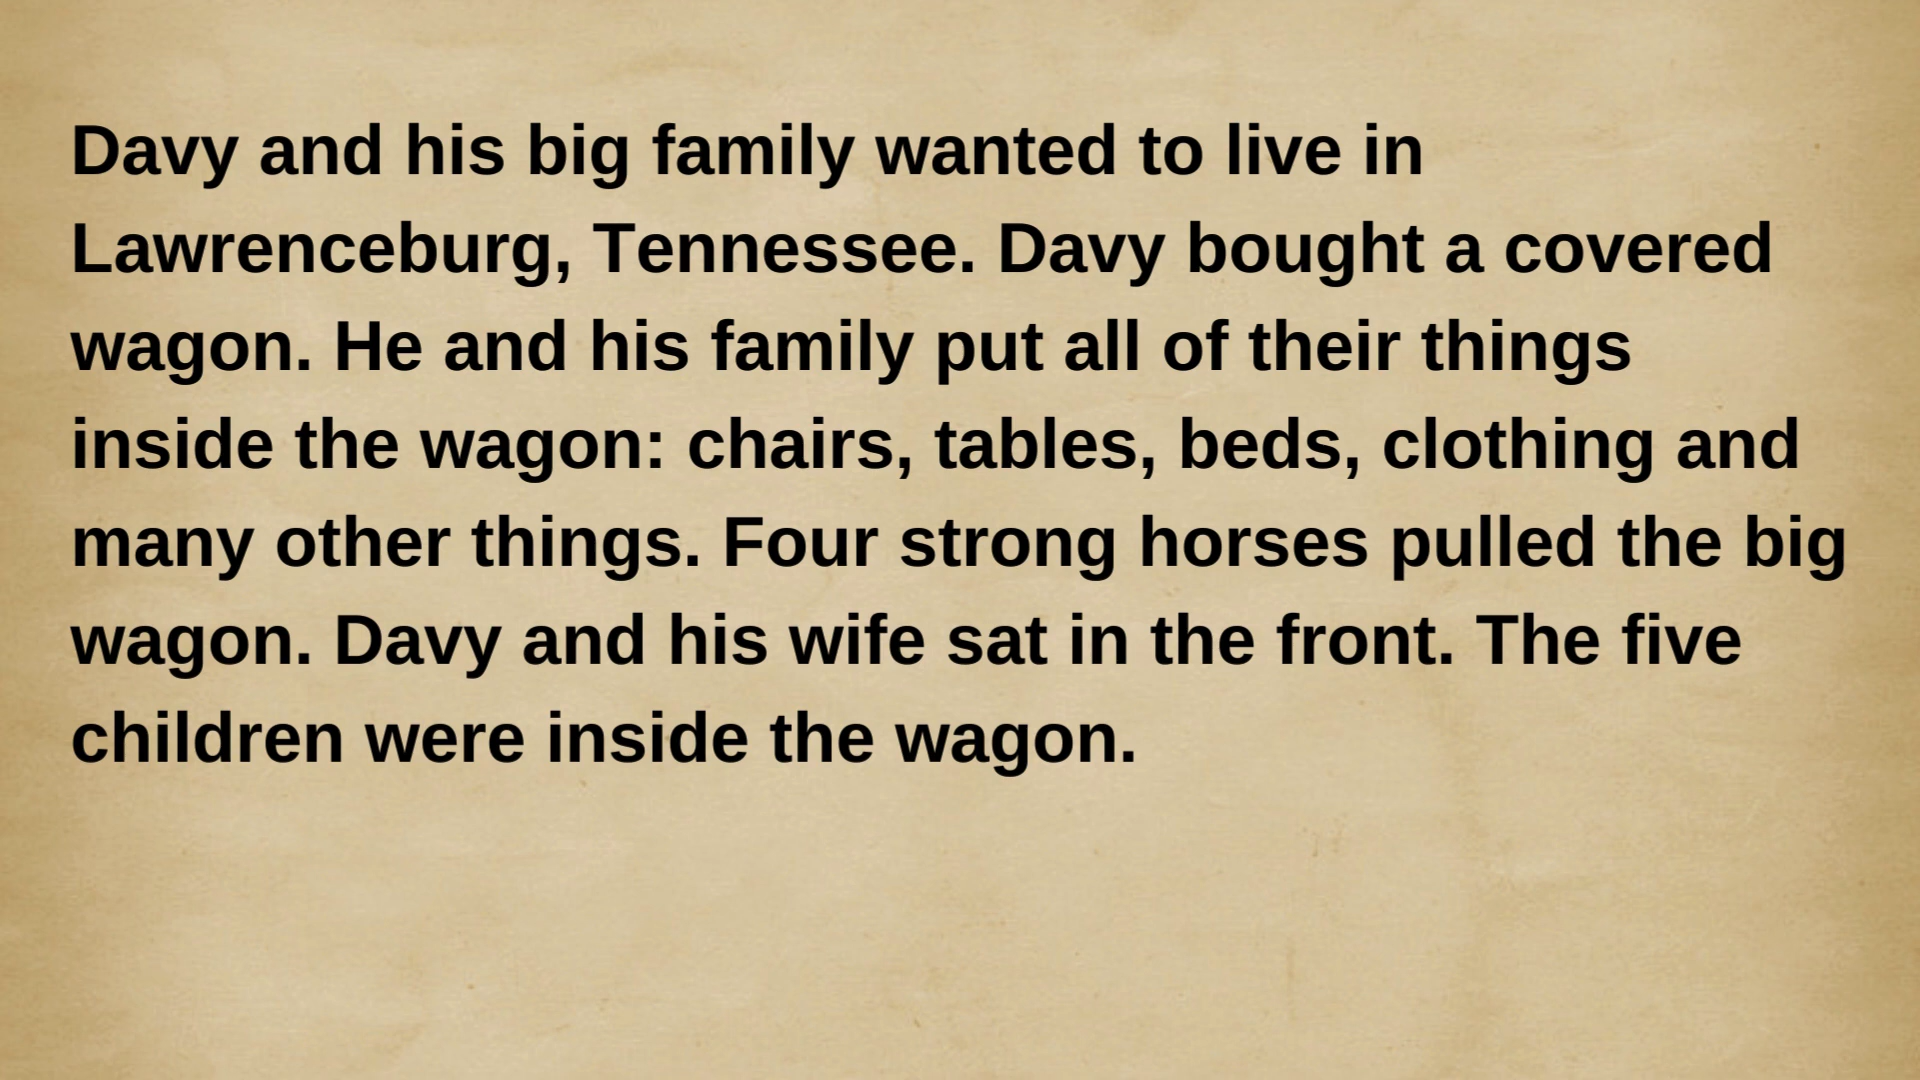 Davy and his big family wanted to live in
Lawrenceburg, Tennessee. Davy bought a covered
wagon. He and his family put all of their things
inside the wagon: chairs, tables, beds, clothing and
many other things. Four strong horses pulled the big
wagon. Davy and his wife sat in the front. The five
children were inside the wagon.